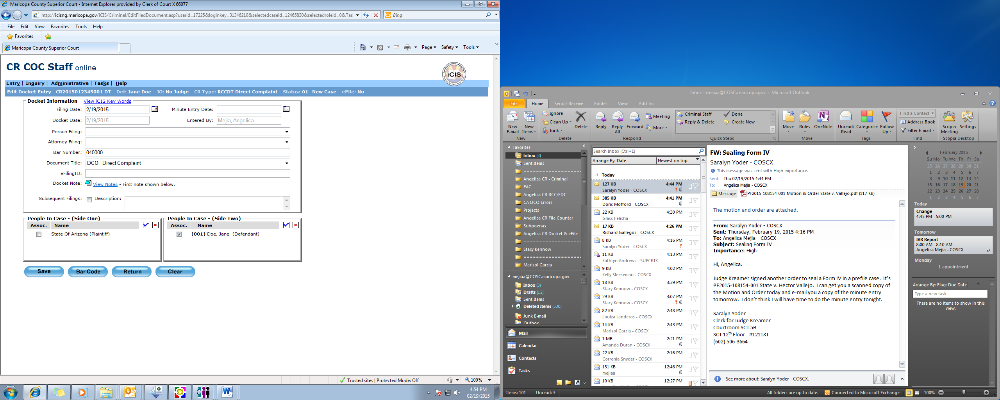 Maricopa County Superior Court - Internet Explorer provided by Clerk of Court X 66077
http://icisng.maricopa.gov/iCIS/Criminal/EditFiledDocument.asp?userid=17225&loginkey=31346210&selectedcaseid=12465830&selectedroleid=0&Tas
Bing
File Edit View Favorites Tools Help
Favorites
Maricopa County Superior Court
Page Safety Tools
CR COC Staff online
iCIS
Entry | Inquiry | Administrative | Tasks | Help
Edit Docket Entry CR2015012345001 DT - Def: Jane Doe - JO: No Judge - CR Type: RCCDT Direct Complaint - Status: 01- New Case - eFile: No
Docket Information View iCIS Key Words
Filing Date: 2/19/2015 Minute Entry Date:
Docket Date: 2/19/2015 Entered By: Mejia, Angelica
Person Filing:
Attorney Filing:
Bar Number: 040000
Document Title: DCO - Direct Complaint
eFilingID:
Docket Note: View Notes - First note shown below.
Subsequent Filings: Description:
People In Case - (Side One)
Assoc. Name
State Of Arizona (Plaintiff)
People In Case - (Side Two)
Assoc. Name
(001) Doe, Jane (Defendant)
Save Bar Code Return Clear
Trusted sites | Protected Mode: Off
100%
4:54 PM
02/19/2015
Inbox - mejiaa@COSC.maricopa.gov - Microsoft Outlook
File Home Send / Receive Folder View Add-Ins
New E-mail
New Items
New
Ignore
Clean Up
Junk
Delete
Delete
Reply
Reply All
Forward
Meeting
More
Respond
Criminal Staff
Reply & Delete
Done
Create New
Quick Steps
Move
Rules
OneNote
Move
Unread/ Read
Categorize
Follow Up
Tags
Find a Contact
Address Book
Filter E-mail
Find
Scopia Meeting
Settings
Scopia Desktop
Favorites
Inbox (3)
Sent Items
====================
Angelica CR - Criminal
FAC
Angelica CR RCC/EDC
CA DCO Errors
Projects
Angelica CR File Counter
Subpoenas
Angelica CR Docket & eFile
====================
Stacy Kennow
====================
Marisol Garcia
mejiaa@COSC.maricopa.gov
Inbox (3)
Drafts [12]
Sent Items
Deleted Items (530)
Junk E-mail
Outbox
Mail
Calendar
Contacts
Tasks
Search Inbox (Ctrl+E)
Arrange By: Date Newest on top
Today
127 KB 4:44 PM
Saralyn Yoder - COSCX
385 KB 4:41 PM
Doris Mofford - COSCX
22 KB 4:30 PM
Glass Felisha
17 KB 4:26 PM
Richard Gallegos - COSCX
8 KB 4:16 PM
Saralyn Yoder - COSCX
11 KB 4:13 PM
Kathryn Andrews - SUPCRTX
9 KB 4:02 PM
Kelly Sleeseman - COSCX
18 KB 3:39 PM
Stacy Kennow - COSCX
29 KB 3:07 PM
Stacy Kennow - COSCX
82 KB 2:48 PM
Louiza Landeros - COSCX
14 KB 2:43 PM
Marisol Garcia - COSCX
1 MB 2:21 PM
Amanda Duran - COSCX
22 KB 2:16 PM
Correnia Snyder - COSCX
131 KB 12:46 PM
mejiaa
10 KB 12:27 PM
FW: Sealing Form IV
Saralyn Yoder - COSCX
This message was sent with High importance.
Sent: Thu 02/19/2015 4:44 PM
To: Angelica Mejia - COSCX
Message PF2015-108154-001 Motion & Order State v. Vallejo.pdf (117 KB)
The motion and order are attached.
From: Saralyn Yoder - COSCX
Sent: Thursday, February 19, 2015 4:16 PM
To: Angelica Mejia - COSCX
Subject: Sealing Form IV
Importance: High
Hi, Angelica.
Judge Kreamer signed another order to seal a Form IV in a prefile case. It's
PF2015-108154-001 State v. Hector Vallejo. I can get you a scanned copy of
the Motion and Order today and e-mail you a copy of the minute entry
tomorrow. I don't think I will have time to do the minute entry tonight.
Saralyn Yoder
Clerk for Judge Kreamer
Courtroom SCT 5B
SCT 12th Floor - #12118T
(602) 506-3664
See more about: Saralyn Yoder - COSCX.
February 2015
Su Mo Tu We Th Fr Sa
25 26 27 28 29 30 31
1 2 3 4 5 6 7
8 9 10 11 12 13 14
15 16 17 18 19 20 21
22 23 24 25 26 27 28
1 2 3 4 5 6 7
Today
Change
4:45 PM - 5:00 PM
Tomorrow
IVR Report
8:00 AM - 8:10 AM
Angelica Mejia - COSCX
Monday
1 appointment
Arrange By: Flag: Due Date
Type a new task
There are no items to show in this
view.
Items: 101 Unread: 3
All folders are up to date. Connected to Microsoft Exchange 100%